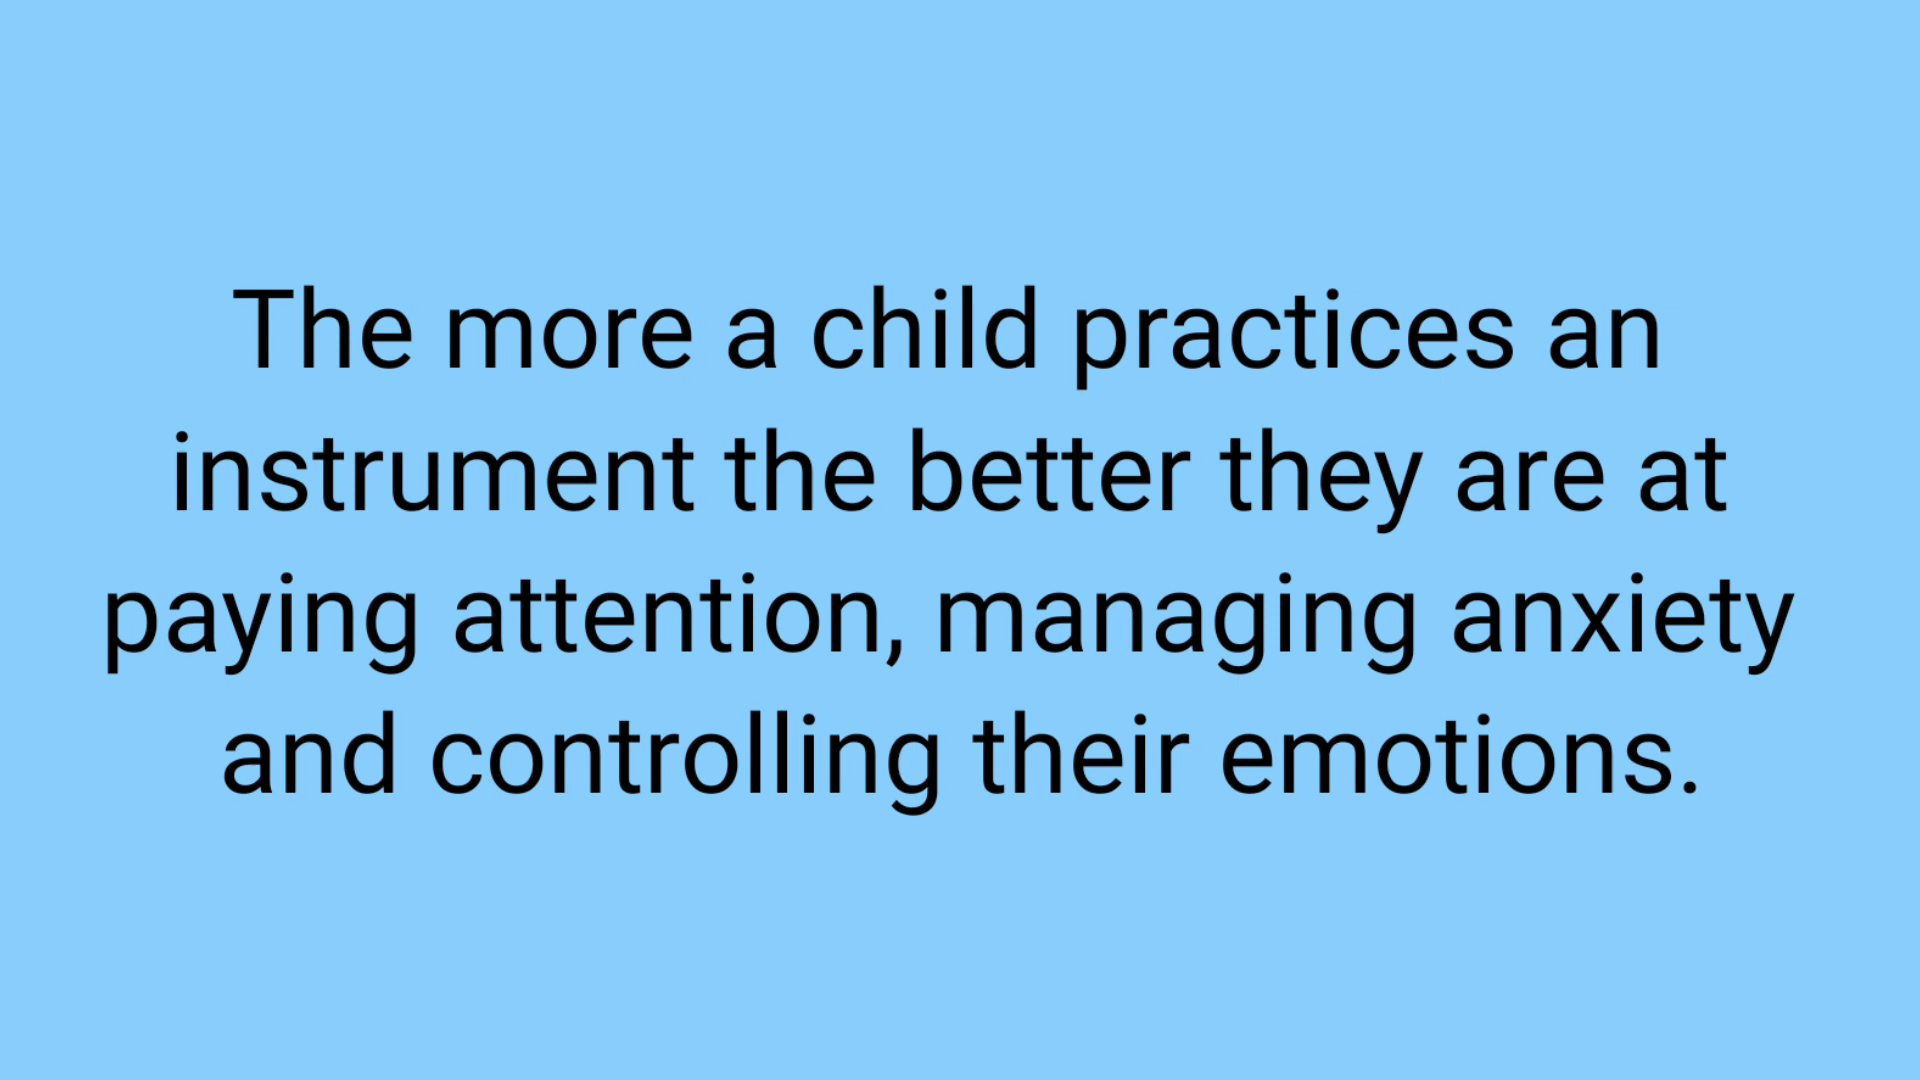 The more a child practices an
instrument the better they are at
paying attention, managing anxiety
and controlling their emotions.